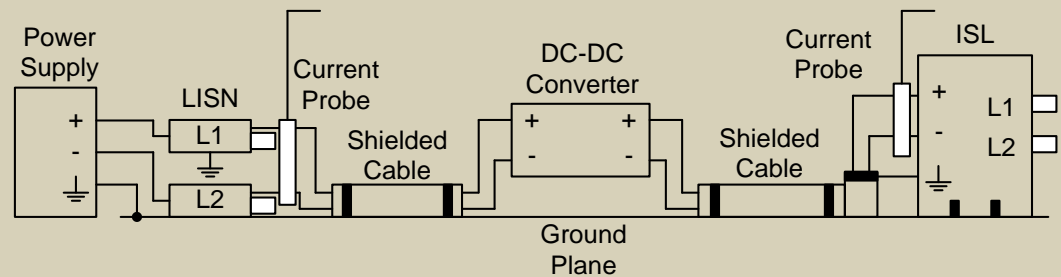 Power
Supply
+
-
LISN
L1
L2
Current
Probe
Shielded
Cable
DC-DC
Converter
+ +
- -
Ground
Plane
Shielded
Cable
Current
Probe
ISL
+
-
L1
L2